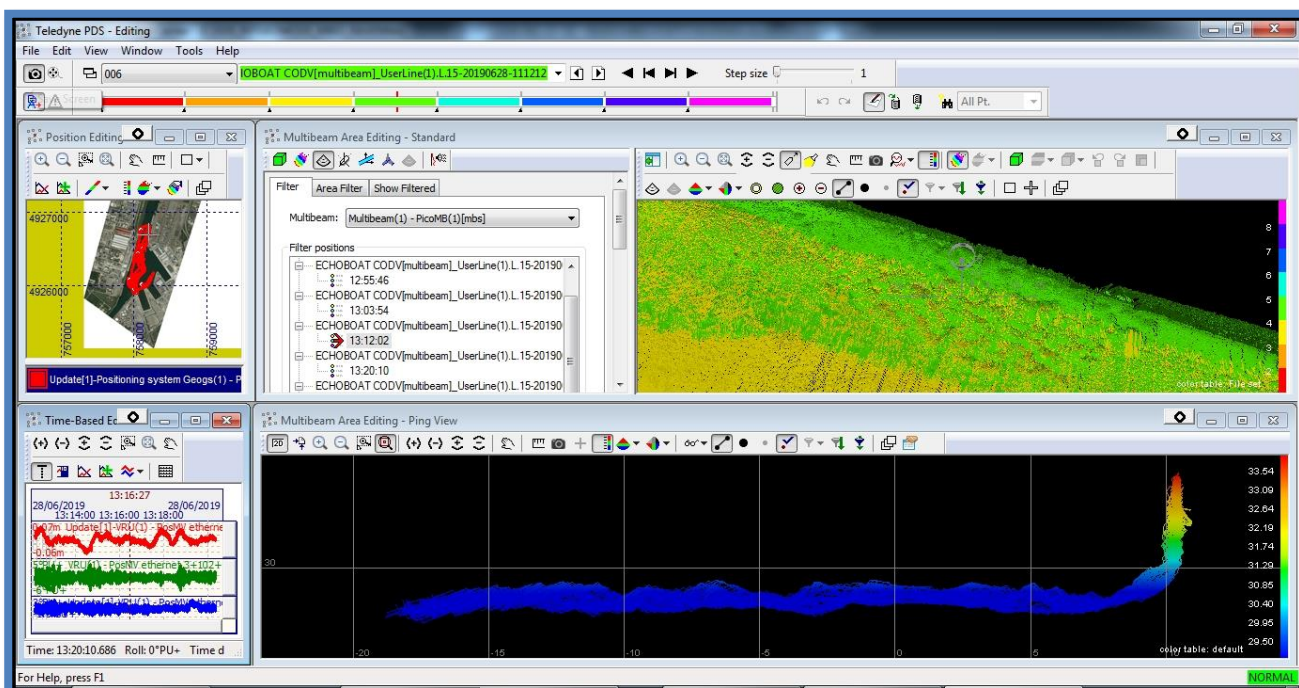 Teledyne PDS - Editing
File Edit View Window Tools Help
006
IOBOAT CODV[multibeam]_UserLine(1).L.15-20190628-111212
Step size
1
All Pt.
Position Editing
4927000
4926000
757000
758000
759000
Update[1]-Positioning system Geogs(1) - P
Multibeam Area Editing - Standard
Filter
Area Filter
Show Filtered
Multibeam:
Multibeam(1) - PicoMB(1)[mbs]
Filter positions
ECHOBOAT CODV[multibeam]_UserLine(1).L.15-20190
12:55:46
ECHOBOAT CODV[multibeam]_UserLine(1).L.15-20190
13:03:54
ECHOBOAT CODV[multibeam]_UserLine(1).L.15-20190
13:12:02
ECHOBOAT CODV[multibeam]_UserLine(1).L.15-20190
13:20:10
ECHOBOAT CODV[multibeam]_UserLine(1).L.15-20190
8
7
6
5
4
3
2
color table: File set
Time-Based Ec
13:16:27
28/06/2019 28/06/2019
13:14:00 13:16:00 13:18:00
0.07m Update[1]-VRU(1) - PosMV etherne
-0.06m
VRU(1) - PosMV ethernet
Time: 13:20:10.686 Roll: 0°PU+ Time d
Multibeam Area Editing - Ping View
2D
30
-20
-15
-10
-5
0
5
10
33.54
33.09
32.64
32.19
31.74
31.29
30.85
30.40
29.95
29.50
color table: default
For Help, press F1
NORMAL